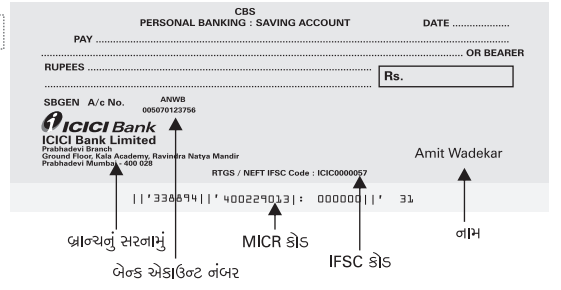 CBS
PERSONAL BANKING : SAVING ACCOUNT
DATE ................
PAY ................
................ OR BEARER
RUPEES ................
Rs.
SBGEN A/c No. ANWB
005070123756
ICICI Bank
ICICI Bank Limited
Prabhadevi Branch
Ground Floor, Kala Academy, Ravindra Natya Mandir
Prabhadevi Mumbai - 400 028
Amit Wadekar
RTGS / NEFT IFSC Code : ICIC0000057
||'338894||' 400229013|: 000000||' 31
બ્રાન્ચનું સરનામું
MICR કોડ
નામ
IFSC કોડ
બેન્ક એકાઉન્ટ નંબર